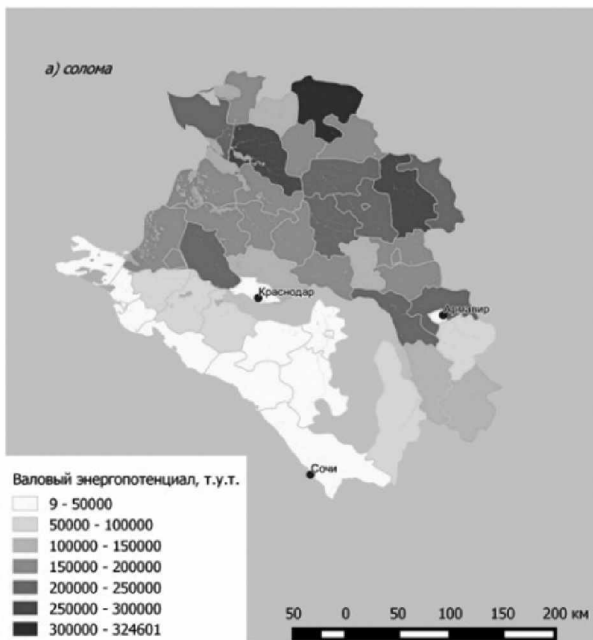 а) солома
Краснодар
Армавир
Сочи
Валовый энергопотенциал, т.у.т.
9 - 50000
50000 - 100000
100000 - 150000
150000 - 200000
200000 - 250000
250000 - 300000
300000 - 324601
50 0 50 100 150 200 км